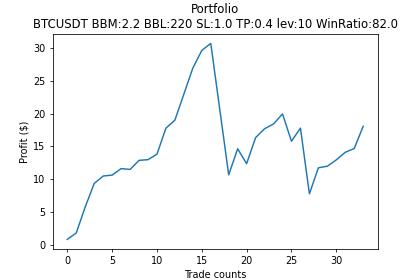 Portfolio
BTCUSDT BBM:2.2 BBL:220 SL:1.0 TP:0.4 lev:10 WinRatio:82.0
30
25
20
15
10
5
0
Profit ($)
0 5 10 15 20 25 30
Trade counts